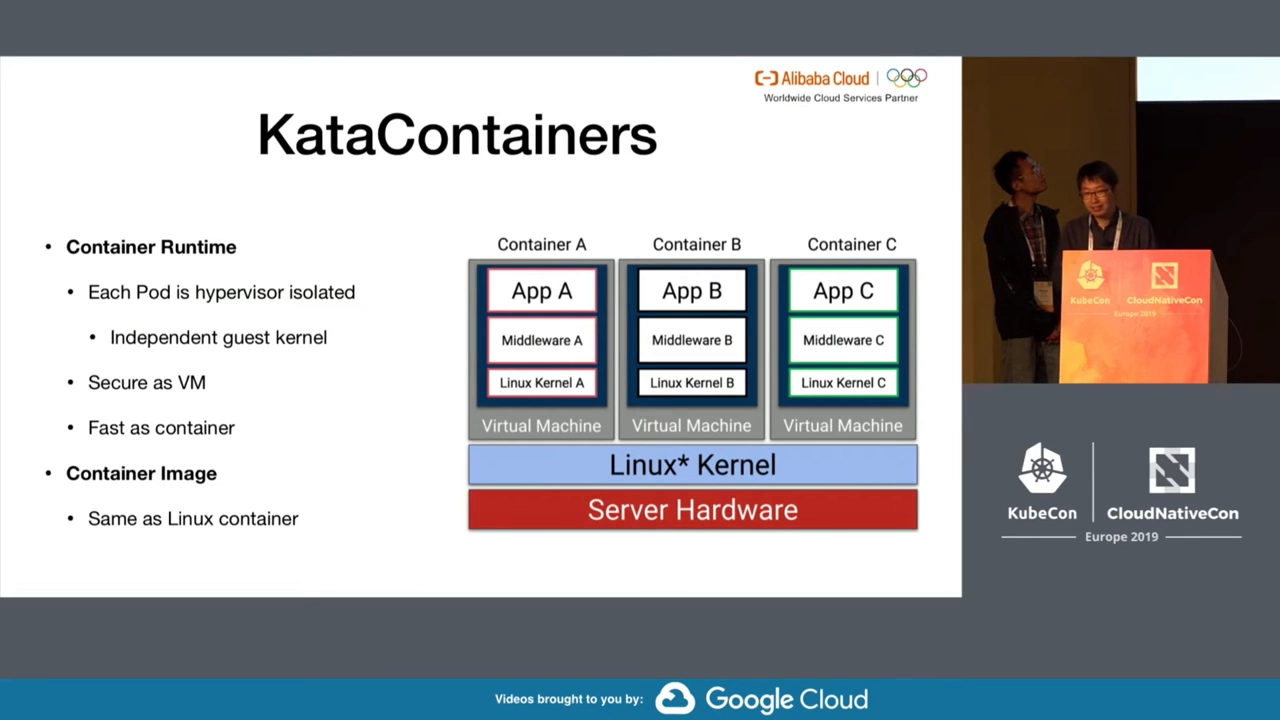 Alibaba Cloud
Worldwide Cloud Services Partner
KataContainers
• Container Runtime
• Each Pod is hypervisor isolated
• Independent guest kernel
• Secure as VM
• Fast as container
• Container Image
• Same as Linux container
Container A
Container B
Container C
App A
App B
App C
Middleware A
Middleware B
Middleware C
Linux Kernel A
Linux Kernel B
Linux Kernel C
Virtual Machine
Virtual Machine
Virtual Machine
Linux* Kernel
Server Hardware
KubeCon
CloudNativeCon
Europe 2019
KubeCon
CloudNativeCon
Europe 2019
Videos brought to you by:
Google Cloud